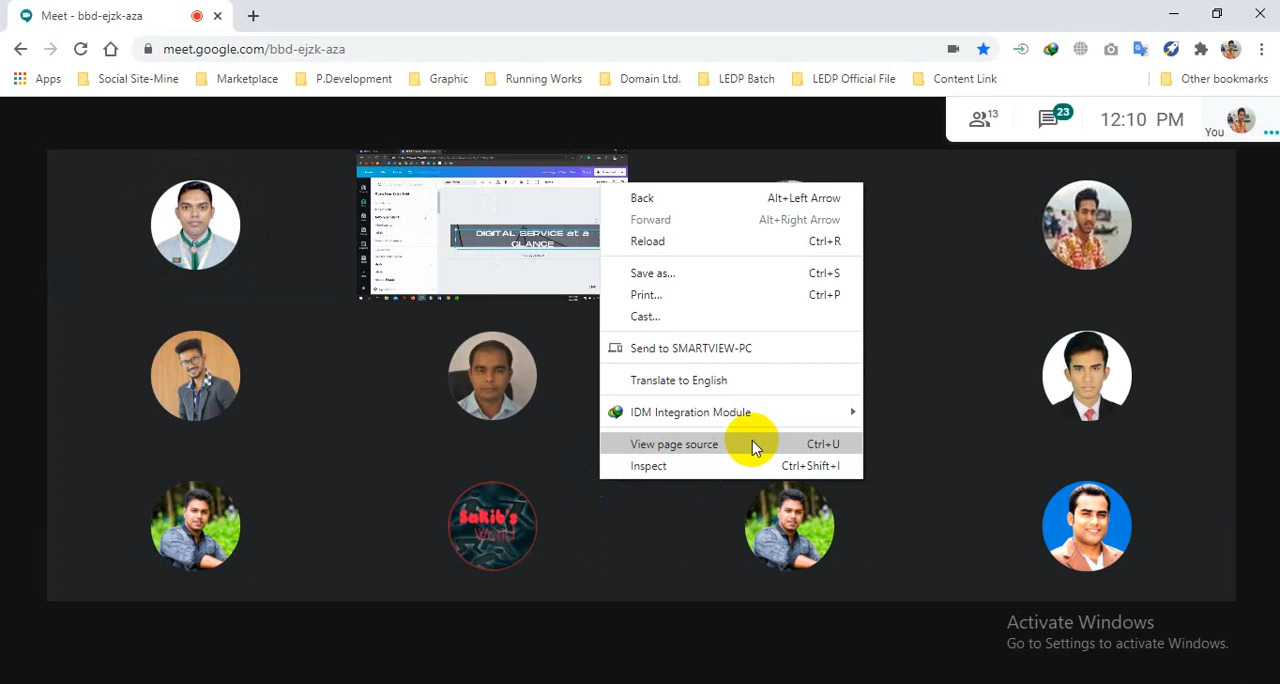 Meet - bbd-ejzk-aza
meet.google.com/bbd-ejzk-aza
Apps Social Site-Mine Marketplace P.Development Graphic Running Works Domain Ltd. LEDP Batch LEDP Official File Content Link Other bookmarks
13 23 12:10 PM You
DIGITAL SERVICE at a
GLANCE
Back Alt+Left Arrow
Forward Alt+Right Arrow
Reload Ctrl+R
Save as... Ctrl+S
Print... Ctrl+P
Cast...
Send to SMARTVIEW-PC
Translate to English
IDM Integration Module
View page source Ctrl+U
Inspect Ctrl+Shift+I
Sakib's
World
Activate Windows
Go to Settings to activate Windows.